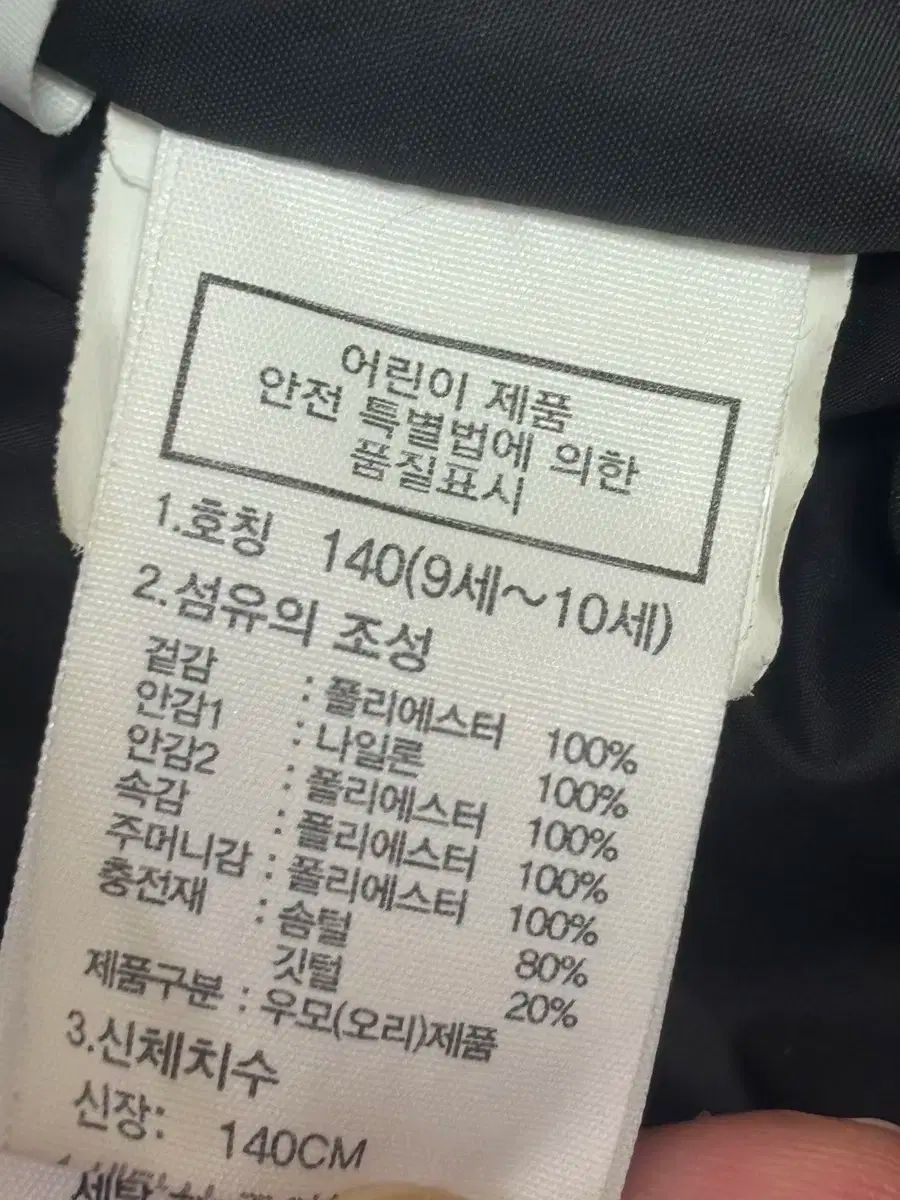 어린이 제품
안전 특별법에 의한
품질표시
1.호칭 140(9세~10세)
2.섬유의 조성
겉감 : 폴리에스터 100%
안감1 : 나일론 100%
안감2 : 폴리에스터 100%
속감 : 폴리에스터 100%
주머니감 : 폴리에스터 100%
충전재 : 솜털 80%
깃털 20%
제품구분 : 우모(오리)제품
3.신체치수
신장: 140CM